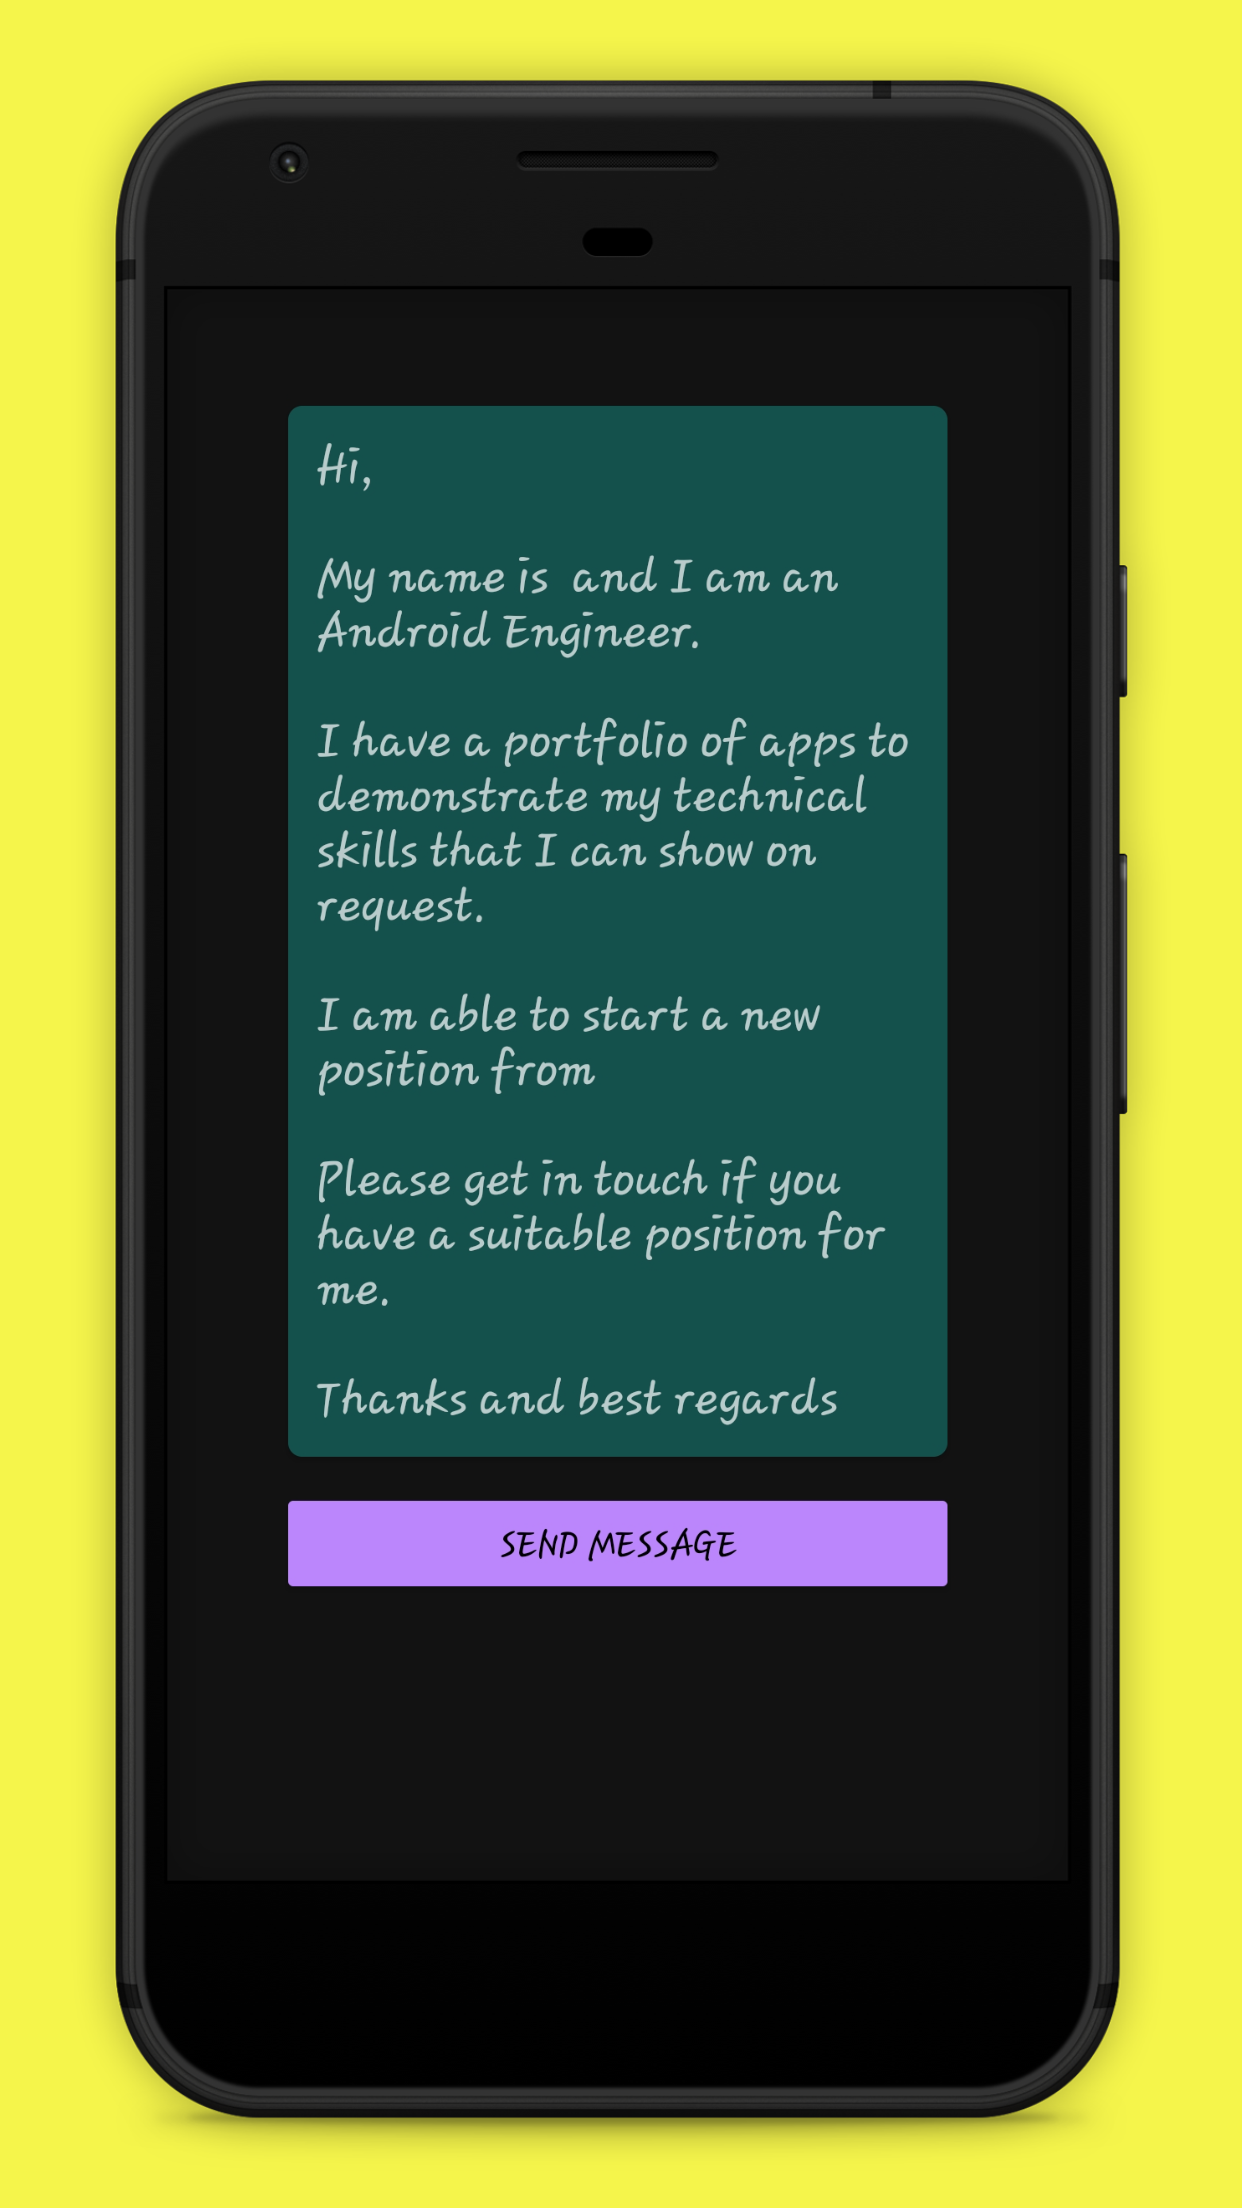 Hi,
My name is  and I am an
Android Engineer.
I have a portfolio of apps to
demonstrate my technical
skills that I can show on
request.
I am able to start a new
position from
Please get in touch if you
have a suitable position for
me.
Thanks and best regards
SEND MESSAGE